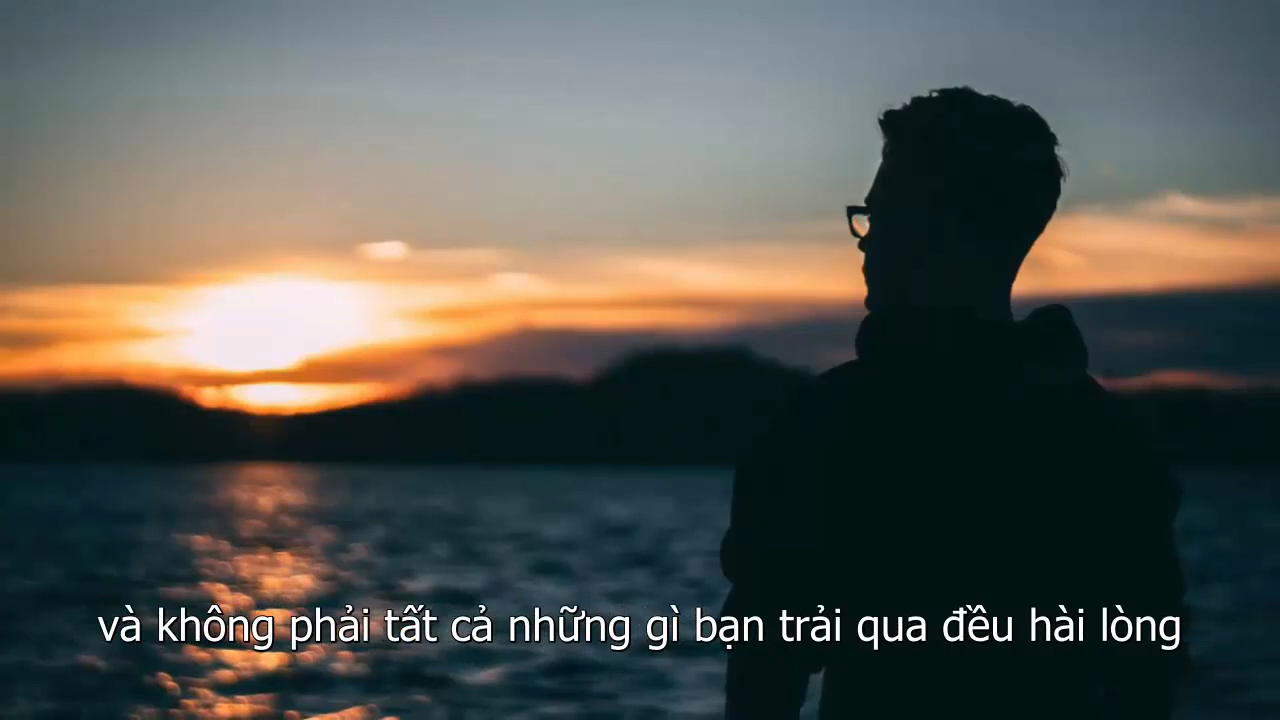 và không phải tất cả những gì bạn trải qua đều hài lòng